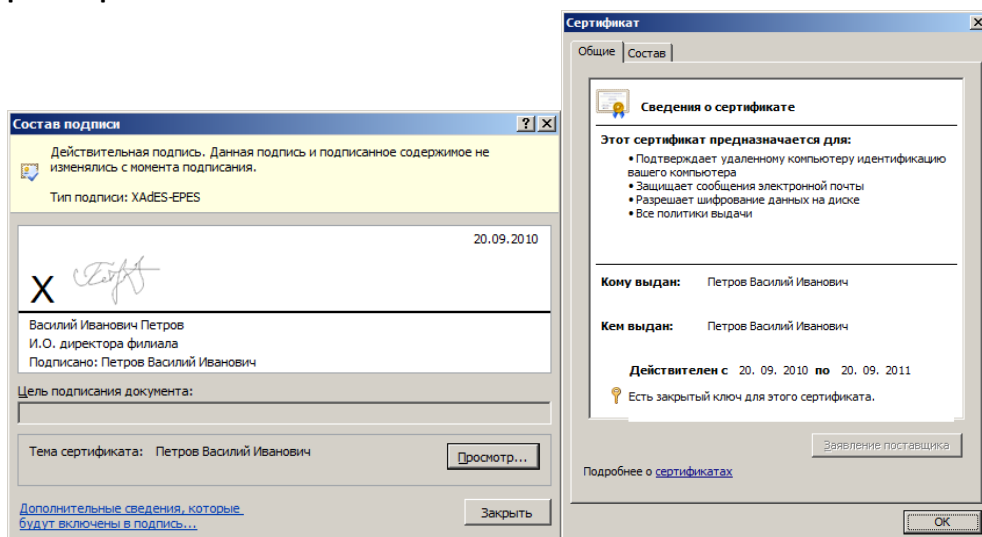 Состав подписи
Действительная подпись. Данная подпись и подписанное содержимое не
изменялись с момента подписания.
Тип подписи: XAdES-EPES
20.09.2010
X
Василий Иванович Петров
И.О. директора филиала
Подписано: Петров Василий Иванович
Цель подписания документа:
Тема сертификата: Петров Василий Иванович
Просмотр...
Дополнительные сведения, которые
будут включены в подпись...
Закрыть
Сертификат
Общие Состав
Сведения о сертификате
Этот сертификат предназначается для:
• Подтверждает удаленному компьютеру идентификацию
вашего компьютера
• Защищает сообщения электронной почты
• Разрешает шифрование данных на диске
• Все политики выдачи
Кому выдан: Петров Василий Иванович
Кем выдан: Петров Василий Иванович
Действителен с 20. 09. 2010 по 20. 09. 2011
Есть закрытый ключ для этого сертификата.
Заявление поставщика
Подробнее о сертификатах
OK